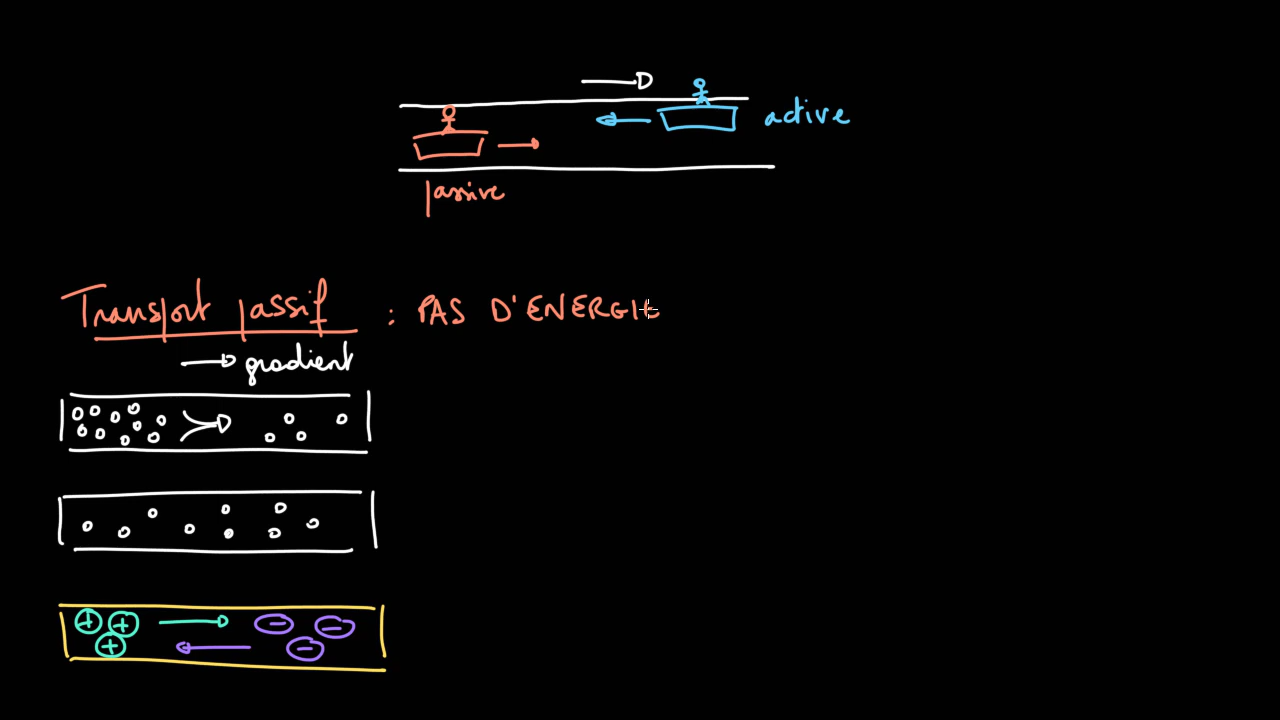 active
passive
Transport passif : PAS D'ENERGIE
gradient
+ + - -
+ -